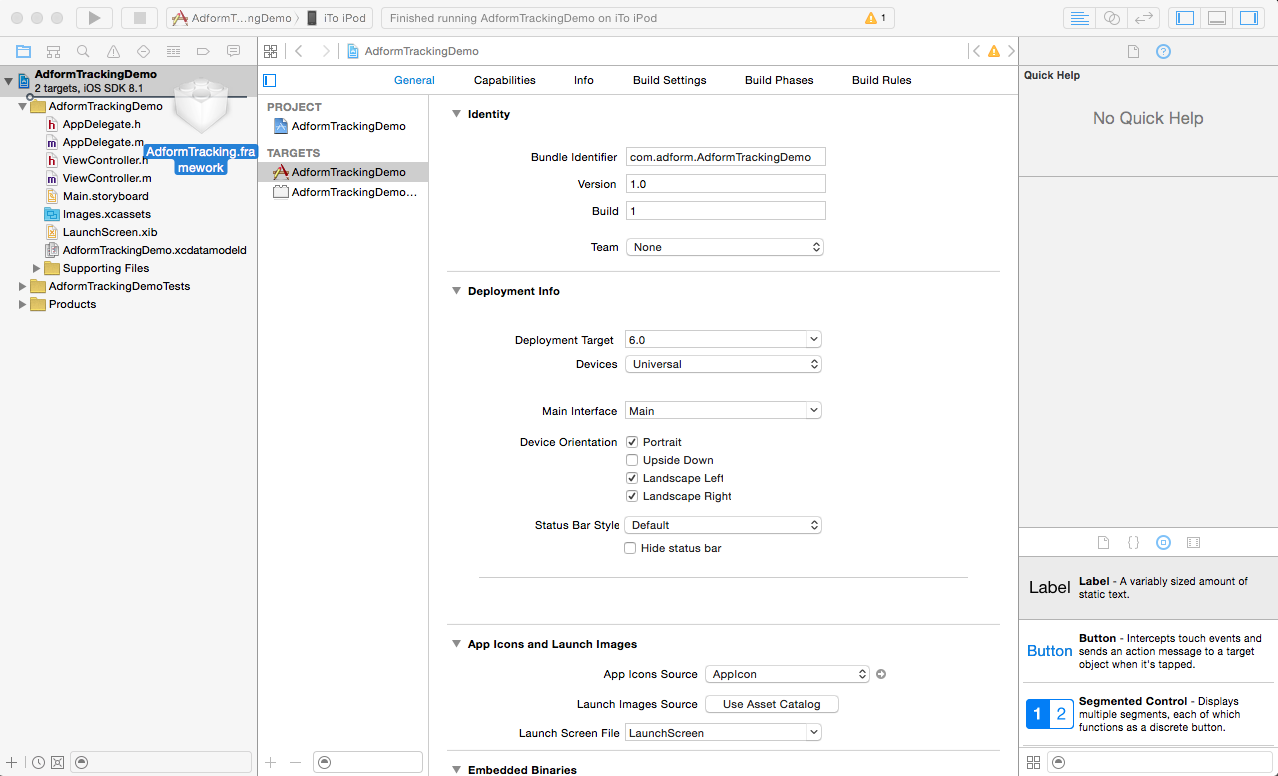 AdformT...ngDemo
iTo iPod
Finished running AdformTrackingDemo on iTo iPod
1
AdformTrackingDemo
AdformTrackingDemo
2 targets, iOS SDK 8.1
AdformTrackingDemo
AppDelegate.h
AppDelegate.m
ViewController.h
ViewController.m
Main.storyboard
Images.xcassets
LaunchScreen.xib
AdformTrackingDemo.xcdatamodeld
Supporting Files
AdformTrackingDemoTests
Products
AdformTracking.fra
mework
General
Capabilities
Info
Build Settings
Build Phases
Build Rules
PROJECT
AdformTrackingDemo
TARGETS
AdformTrackingDemo
AdformTrackingDemo...
Identity
Bundle Identifier com.adform.AdformTrackingDemo
Version 1.0
Build 1
Team None
Deployment Info
Deployment Target 6.0
Devices Universal
Main Interface Main
Device Orientation Portrait
Upside Down
Landscape Left
Landscape Right
Status Bar Style Default
Hide status bar
App Icons and Launch Images
App Icons Source AppIcon
Launch Images Source Use Asset Catalog
Launch Screen File LaunchScreen
Embedded Binaries
Quick Help
No Quick Help
Label
Label - A variably sized amount of
static text.
Button
Button - Intercepts touch events and
sends an action message to a target
object when it's tapped.
1 2
Segmented Control - Displays
multiple segments, each of which
functions as a discrete button.